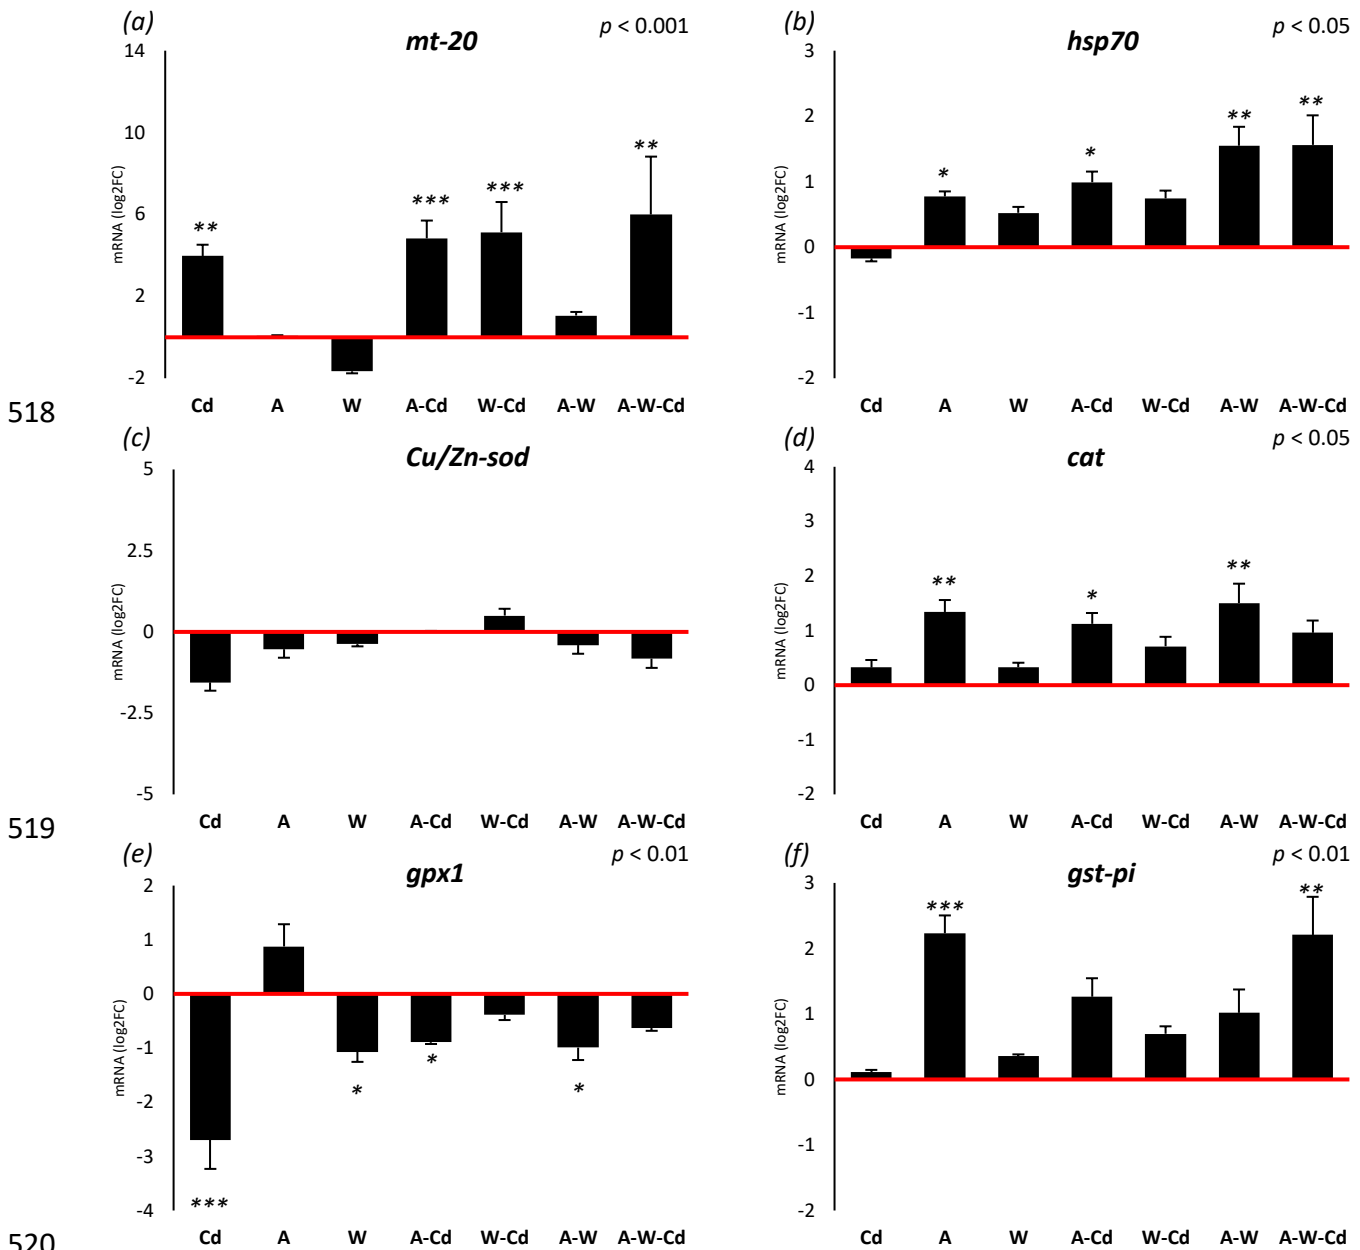 (a) mt-20 p < 0.001
mRNA (log2FC)
14
10
6
2
-2
** *** *** **
Cd A W A-Cd W-Cd A-W A-W-Cd
(b) hsp70 p < 0.05
mRNA (log2FC)
3
2
1
0
-1
-2
* * ** **
Cd A W A-Cd W-Cd A-W A-W-Cd
518
(c) Cu/Zn-sod
mRNA (log2FC)
5
2.5
0
-2.5
-5
Cd A W A-Cd W-Cd A-W A-W-Cd
(d) cat p < 0.05
mRNA (log2FC)
4
3
2
1
0
-1
-2
** * **
Cd A W A-Cd W-Cd A-W A-W-Cd
519
(e) gpx1 p < 0.01
mRNA (log2FC)
2
1
0
-1
-2
-3
-4
*** * * *
Cd A W A-Cd W-Cd A-W A-W-Cd
(f) gst-pi p < 0.01
mRNA (log2FC)
3
2
1
0
-1
-2
*** **
Cd A W A-Cd W-Cd A-W A-W-Cd
520